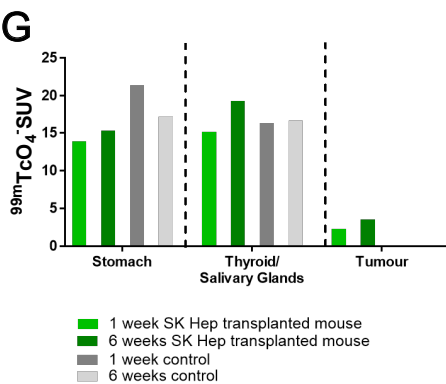 G
99mTcO4-SUV
25
20
15
10
5
0
Stomach
Thyroid/
Salivary Glands
Tumour
1 week SK Hep transplanted mouse
6 weeks SK Hep transplanted mouse
1 week control
6 weeks control